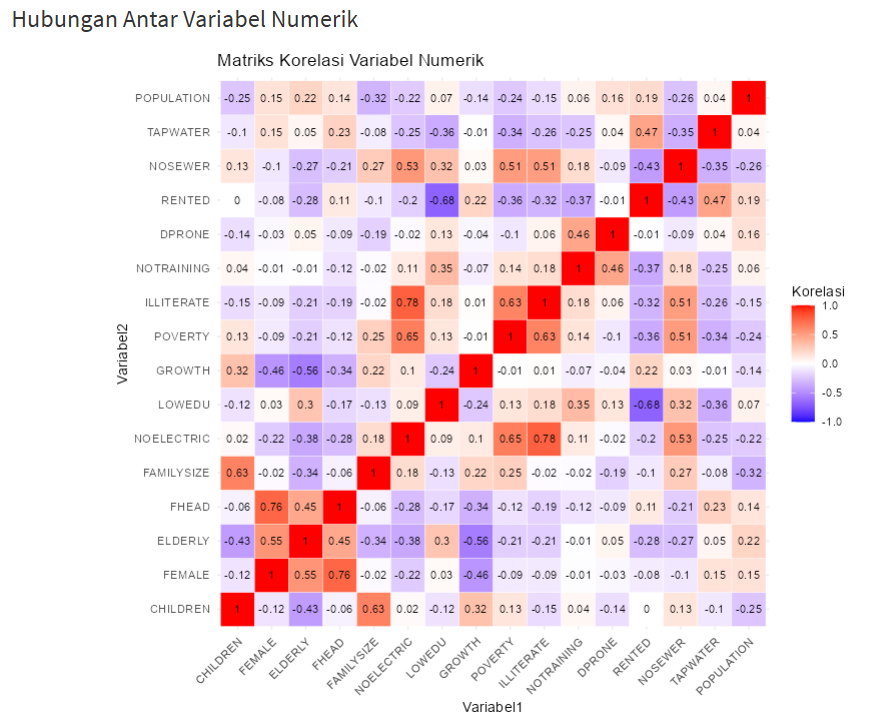 Hubungan Antar Variabel Numerik
Matriks Korelasi Variabel Numerik
POPULATION -0.25 0.15 0.22 0.14 -0.32 -0.22 0.07 -0.14 -0.24 -0.15 0.06 0.16 0.19 -0.26 0.04 1
TAPWATER -0.1 0.15 0.05 0.23 -0.08 -0.25 -0.36 -0.01 -0.34 -0.26 -0.25 0.04 0.47 -0.35 1 0.04
NOSEWER 0.13 -0.1 -0.27 -0.21 0.27 0.53 0.32 0.03 0.51 0.51 0.18 -0.09 -0.43 1 -0.35 -0.26
RENTED 0 -0.08 -0.28 0.11 -0.1 -0.2 -0.68 0.22 -0.36 -0.32 -0.37 -0.01 1 -0.43 0.47 0.19
DPRONE -0.14 -0.03 0.05 -0.09 -0.19 -0.02 0.13 -0.04 -0.1 0.06 0.46 1 -0.01 -0.09 0.04 0.16
NOTRAINING 0.04 -0.01 -0.01 -0.12 -0.02 0.11 0.35 -0.07 0.14 0.18 1 0.46 -0.37 0.18 -0.25 0.06
ILLITERATE -0.15 -0.09 -0.21 -0.19 -0.02 0.78 0.18 0.01 0.63 1 0.18 0.06 -0.32 0.51 -0.26 -0.15
POVERTY 0.13 -0.09 -0.21 -0.12 0.25 0.65 0.13 -0.01 1 0.63 0.14 -0.1 -0.36 0.51 -0.34 -0.24
GROWTH 0.32 -0.46 -0.56 -0.34 0.22 0.1 -0.24 1 -0.01 0.01 -0.07 -0.04 0.22 0.03 -0.01 -0.14
LOWEDU -0.12 0.03 0.3 -0.17 -0.13 0.09 1 -0.24 0.13 0.18 0.35 0.13 -0.68 0.32 -0.36 0.07
NOELECTRIC 0.02 -0.22 -0.38 -0.28 0.18 1 0.09 0.1 0.65 0.78 0.11 -0.02 -0.2 0.53 -0.25 -0.22
FAMILYSIZE 0.63 -0.02 -0.34 -0.06 1 0.18 -0.13 0.22 0.25 -0.02 -0.02 -0.19 -0.1 0.27 -0.08 -0.32
FHEAD -0.06 0.76 0.45 1 -0.06 -0.28 -0.17 -0.34 -0.12 -0.19 -0.12 -0.09 0.11 -0.21 0.23 0.14
ELDERLY -0.43 0.55 1 0.45 -0.34 -0.38 0.3 -0.56 -0.21 -0.21 -0.01 0.05 -0.28 -0.27 0.05 0.22
FEMALE -0.12 1 0.55 0.76 -0.02 -0.22 0.03 -0.46 -0.09 -0.09 -0.01 -0.03 -0.08 -0.1 0.15 0.15
CHILDREN 1 -0.12 -0.43 -0.06 0.63 0.02 -0.12 0.32 0.13 -0.15 0.04 -0.14 0 0.13 -0.1 -0.25
CHILDREN FEMALE ELDERLY FHEAD FAMILYSIZE NOELECTRIC LOWEDU GROWTH POVERTY ILLITERATE NOTRAINING DPRONE RENTED NOSEWER TAPWATER POPULATION
Variabel1
Variabel2
Korelasi
1.0
0.5
0.0
-0.5
-1.0